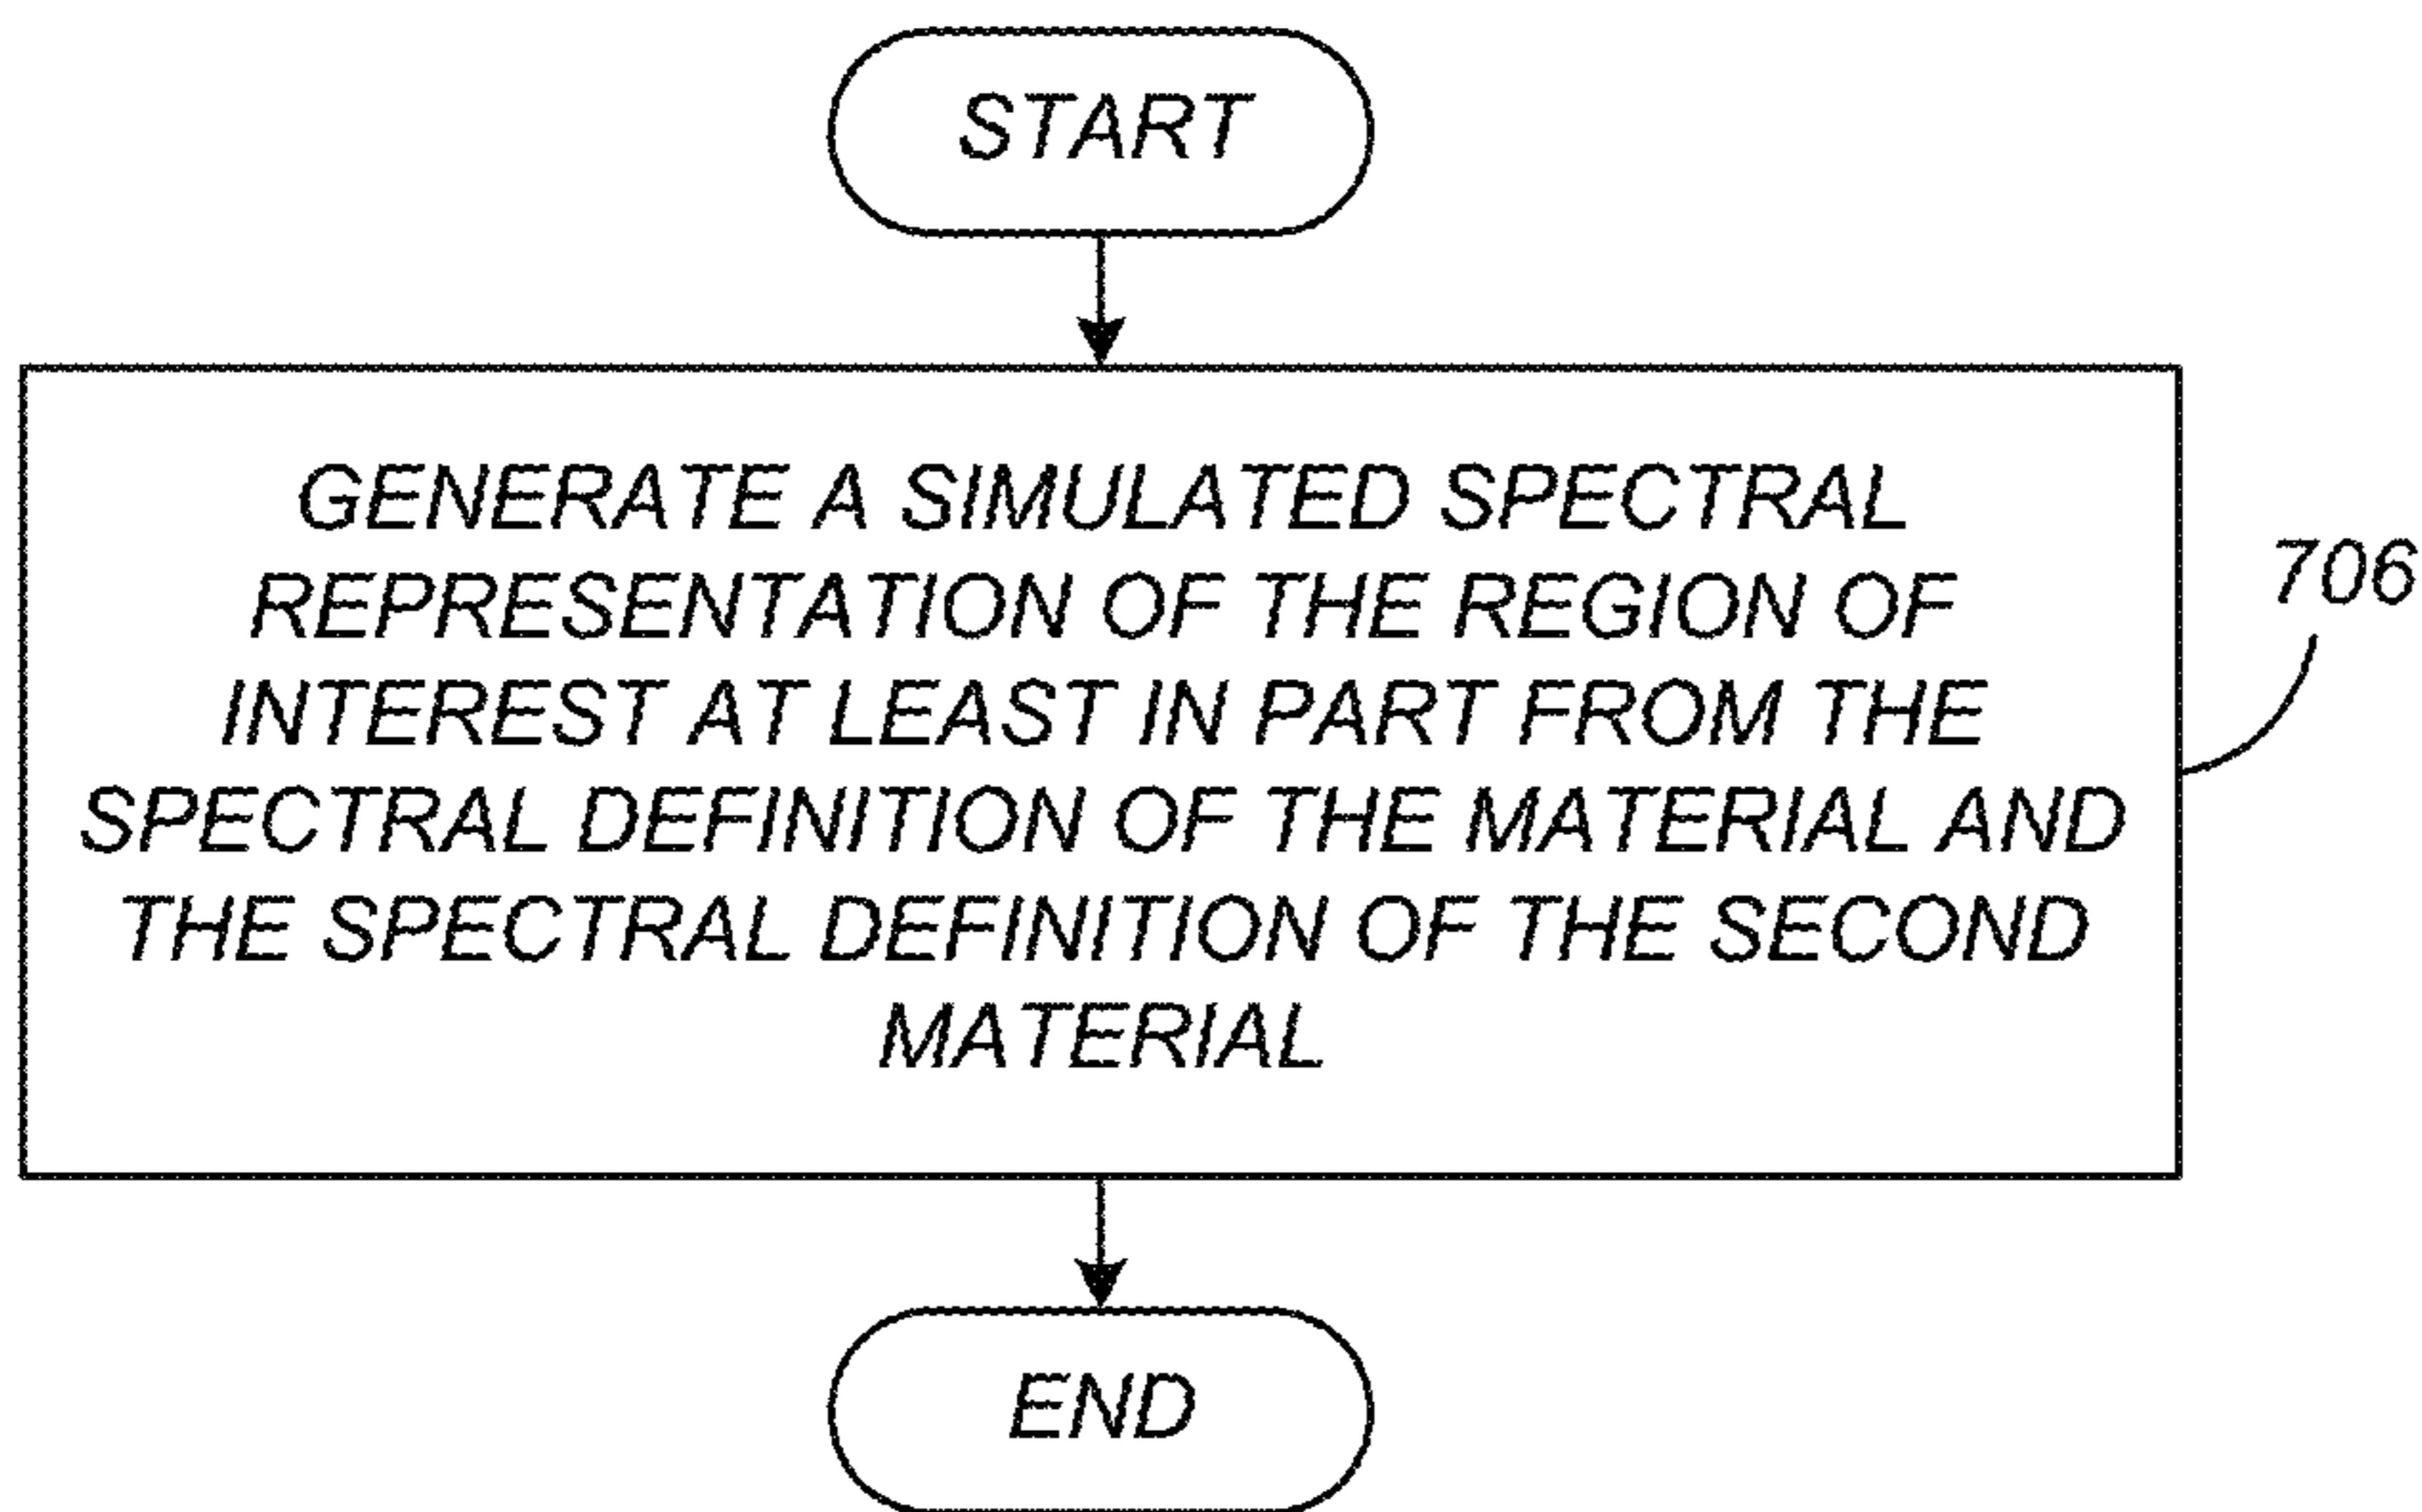 START
GENERATE A SIMULATED SPECTRAL
REPRESENTATION OF THE REGION OF
INTEREST AT LEAST IN PART FROM THE
SPECTRAL DEFINITION OF THE MATERIAL AND
THE SPECTRAL DEFINITION OF THE SECOND
MATERIAL
706
END